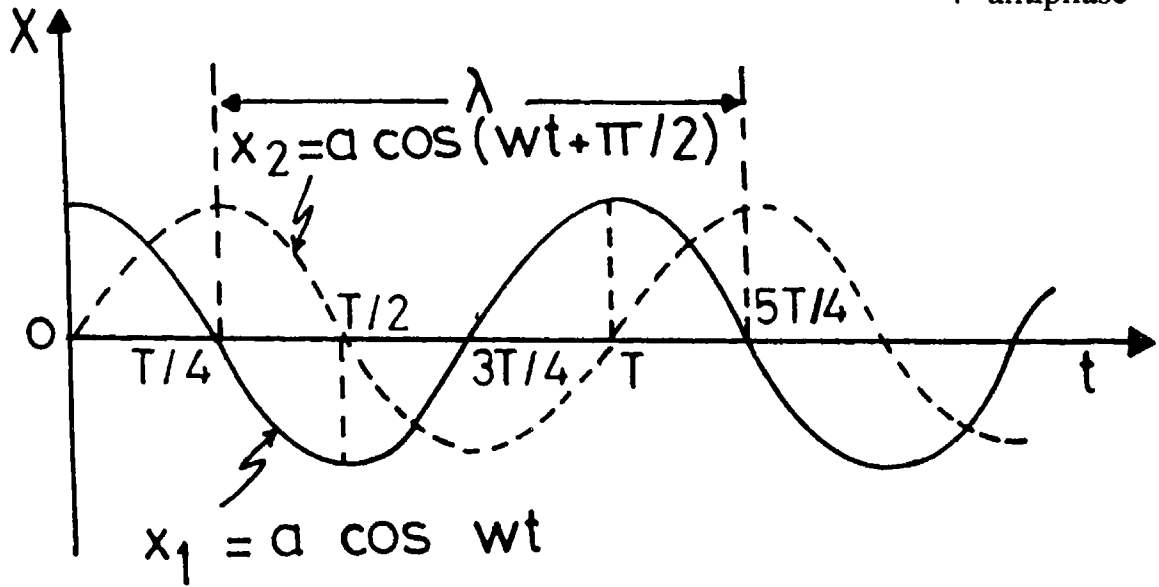 antiphase
X
λ
x₂=a cos(wt+π/2)
T/2
5T/4
O
T/4
3T/4
T
t
x₁ = a cos wt